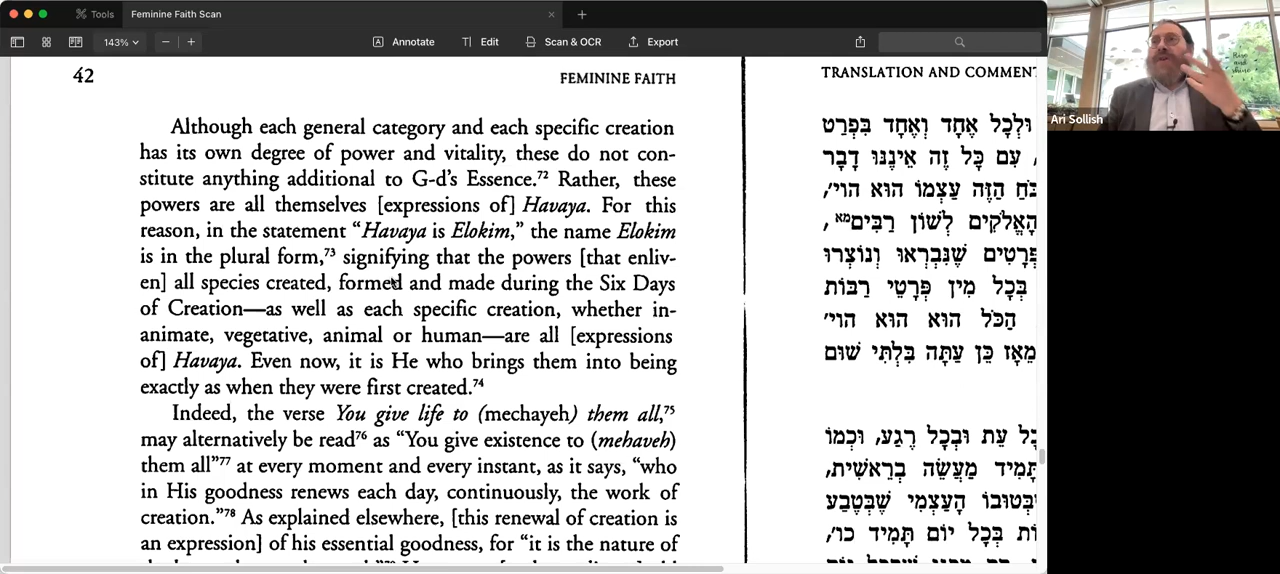 Tools
Feminine Faith Scan
143%
Annotate
Edit
Scan & OCR
Export
Ari Sollish
Rise
and
shine
42
FEMININE FAITH
Although each general category and each specific creation
has its own degree of power and vitality, these do not con-
stitute anything additional to G-d's Essence.⁷² Rather, these
powers are all themselves [expressions of] Havaya. For this
reason, in the statement “Havaya is Elokim,” the name Elokim
is in the plural form,⁷³ signifying that the powers [that enliv-
en] all species created, formed and made during the Six Days
of Creation—as well as each specific creation, whether in-
animate, vegetative, animal or human—are all [expressions
of] Havaya. Even now, it is He who brings them into being
exactly as when they were first created.⁷⁴
Indeed, the verse You give life to (mechayeh) them all,⁷⁵
may alternatively be read⁷⁶ as “You give existence to (mehaveh)
them all”⁷⁷ at every moment and every instant, as it says, “who
in His goodness renews each day, continuously, the work of
creation.”⁷⁸ As explained elsewhere, [this renewal of creation is
an expression] of his essential goodness, for “it is the nature of
TRANSLATION AND COMMENT
וּלְכָל אֶחָד וְאֶחָד בִּפְרָט
, עִם כָּל זֶה אֵינֶנּוּ דָבָר
כֹּחַ הַזֶּה עַצְמוֹ הוּא הוי',
הָאֱלֹקִים לְשׁוֹן רַבִּיםמא,
פְּרָטִים שֶׁנִּבְרְאוּ וְנוֹצְרוּ
בְּכָל מִין פְּרָטֵי רַבּוֹת
הַכֹּל הוּא הוּא הוי'
מֵאָז כֵּן עַתָּה בִּלְתִּי שׁוּם
כָל עֵת וּבְכָל רֶגַע, וּכְמוֹ
תָּמִיד מַעֲשֵׂה בְרֵאשִׁית,
בְּטוּבוֹ הָעַצְמִי שֶׁבְּטֶבַע
וֹת בְּכָל יוֹם תָּמִיד כו',